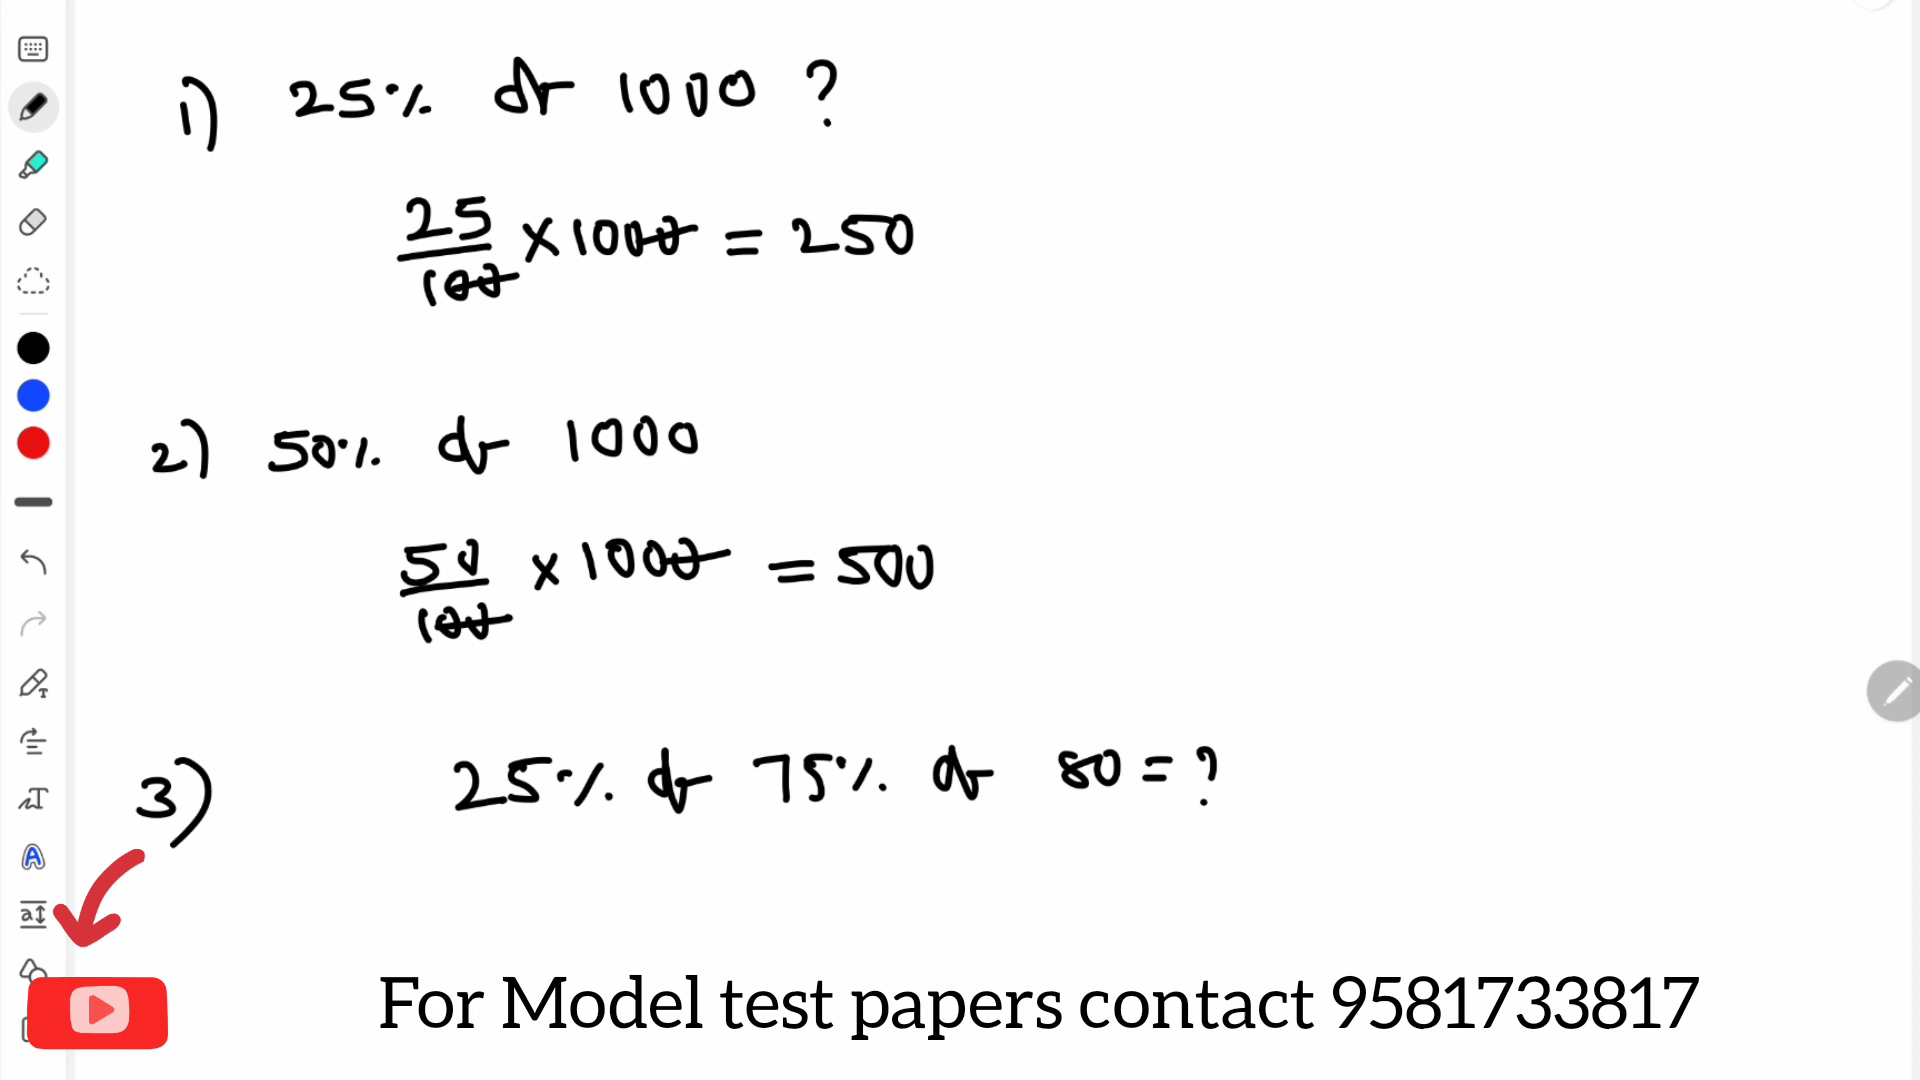 1) 25% of 1000 ?
25/100 × 1000 = 250
2) 50% of 1000
50/100 × 1000 = 500
3) 25% of 75% of 80 = ?
For Model test papers contact 9581733817